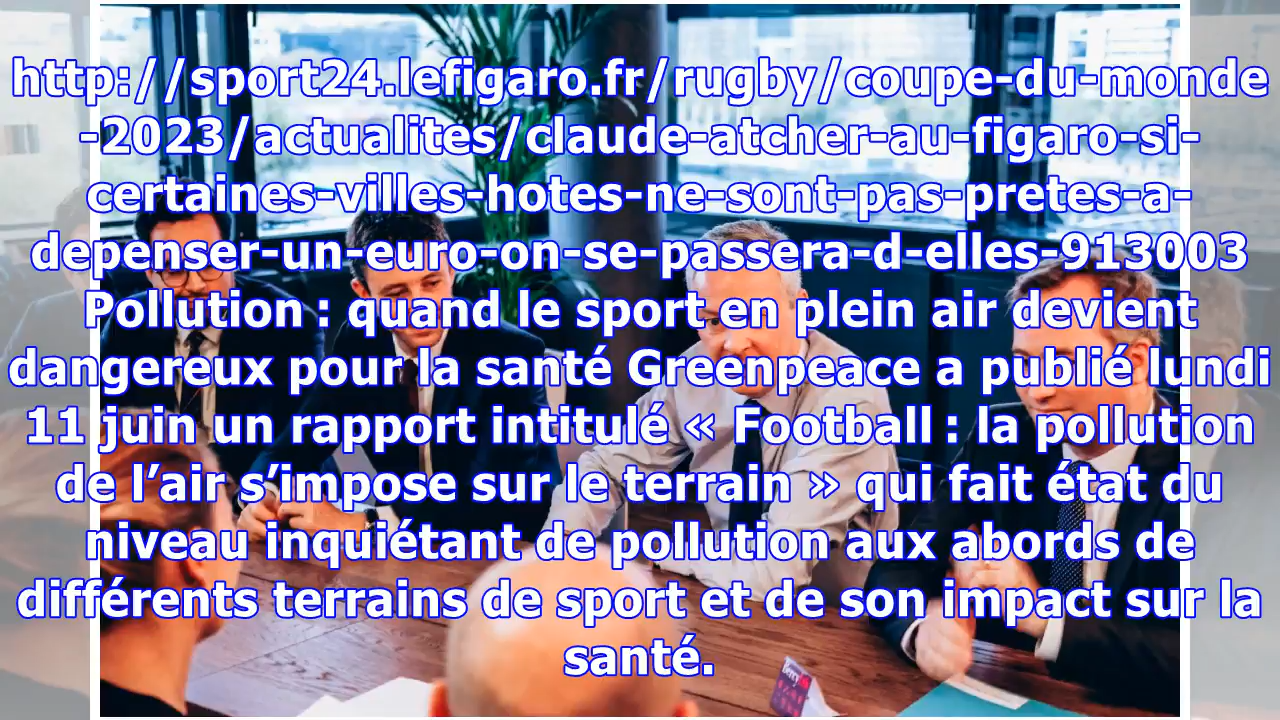 http://sport24.lefigaro.fr/rugby/coupe-du-monde
-2023/actualites/claude-atcher-au-figaro-si-
certaines-villes-hotes-ne-sont-pas-pretes-a-
depenser-un-euro-on-se-passera-d-elles-913003
Pollution : quand le sport en plein air devient
dangereux pour la santé Greenpeace a publié lundi
11 juin un rapport intitulé « Football : la pollution
de l’air s’impose sur le terrain » qui fait état du
niveau inquiétant de pollution aux abords de
différents terrains de sport et de son impact sur la
santé.
Bercy